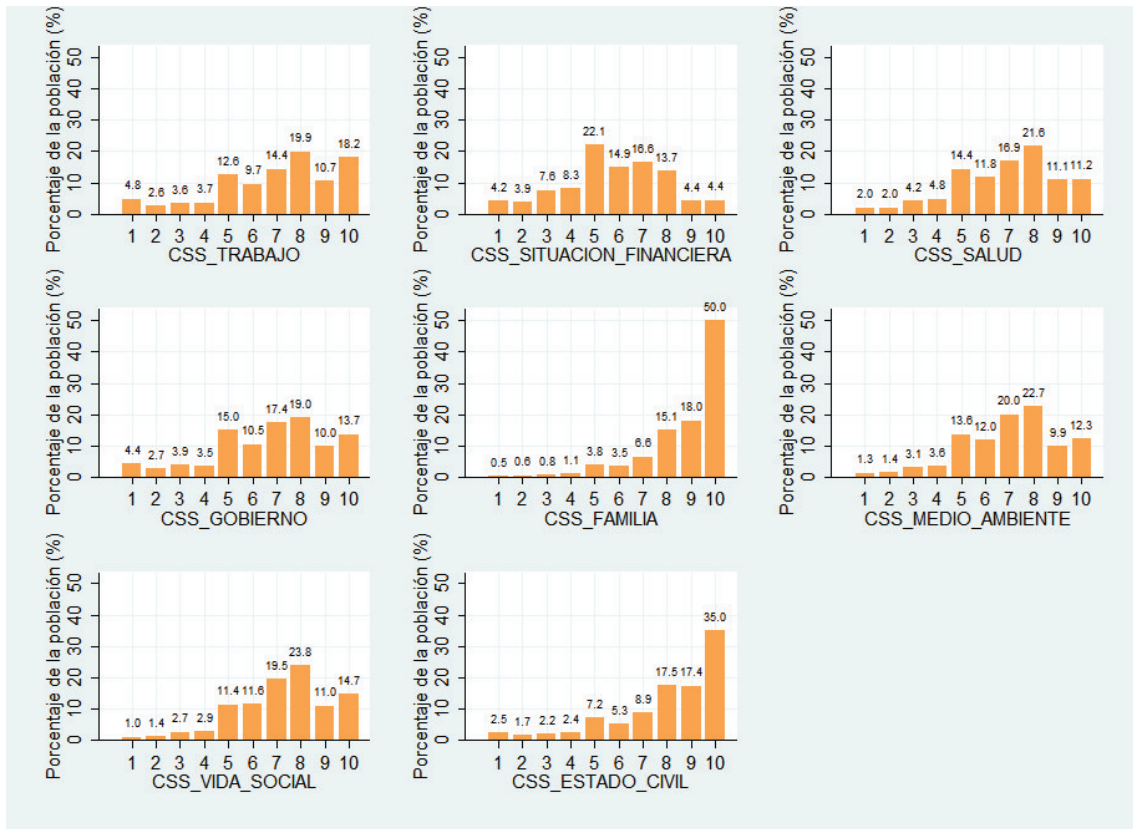 Porcentaje de la población (%)
0 10 20 30 40 50
4.8 2.6 3.6 3.7 12.6 9.7 14.4 19.9 10.7 18.2
1 2 3 4 5 6 7 8 9 10
CSS_TRABAJO
Porcentaje de la población (%)
0 10 20 30 40 50
4.2 3.9 7.6 8.3 22.1 14.9 16.6 13.7 4.4 4.4
1 2 3 4 5 6 7 8 9 10
CSS_SITUACION_FINANCIERA
Porcentaje de la población (%)
0 10 20 30 40 50
2.0 2.0 4.2 4.8 14.4 11.8 16.9 21.6 11.1 11.2
1 2 3 4 5 6 7 8 9 10
CSS_SALUD
Porcentaje de la población (%)
0 10 20 30 40 50
4.4 2.7 3.9 3.5 15.0 10.5 17.4 19.0 10.0 13.7
1 2 3 4 5 6 7 8 9 10
CSS_GOBIERNO
Porcentaje de la población (%)
0 10 20 30 40 50
0.5 0.6 0.8 1.1 3.8 3.5 6.6 15.1 18.0 50.0
1 2 3 4 5 6 7 8 9 10
CSS_FAMILIA
Porcentaje de la población (%)
0 10 20 30 40 50
1.3 1.4 3.1 3.6 13.6 12.0 20.0 22.7 9.9 12.3
1 2 3 4 5 6 7 8 9 10
CSS_MEDIO_AMBIENTE
Porcentaje de la población (%)
0 10 20 30 40 50
1.0 1.4 2.7 2.9 11.4 11.6 19.5 23.8 11.0 14.7
1 2 3 4 5 6 7 8 9 10
CSS_VIDA_SOCIAL
Porcentaje de la población (%)
0 10 20 30 40 50
2.5 1.7 2.2 2.4 7.2 5.3 8.9 17.5 17.4 35.0
1 2 3 4 5 6 7 8 9 10
CSS_ESTADO_CIVIL